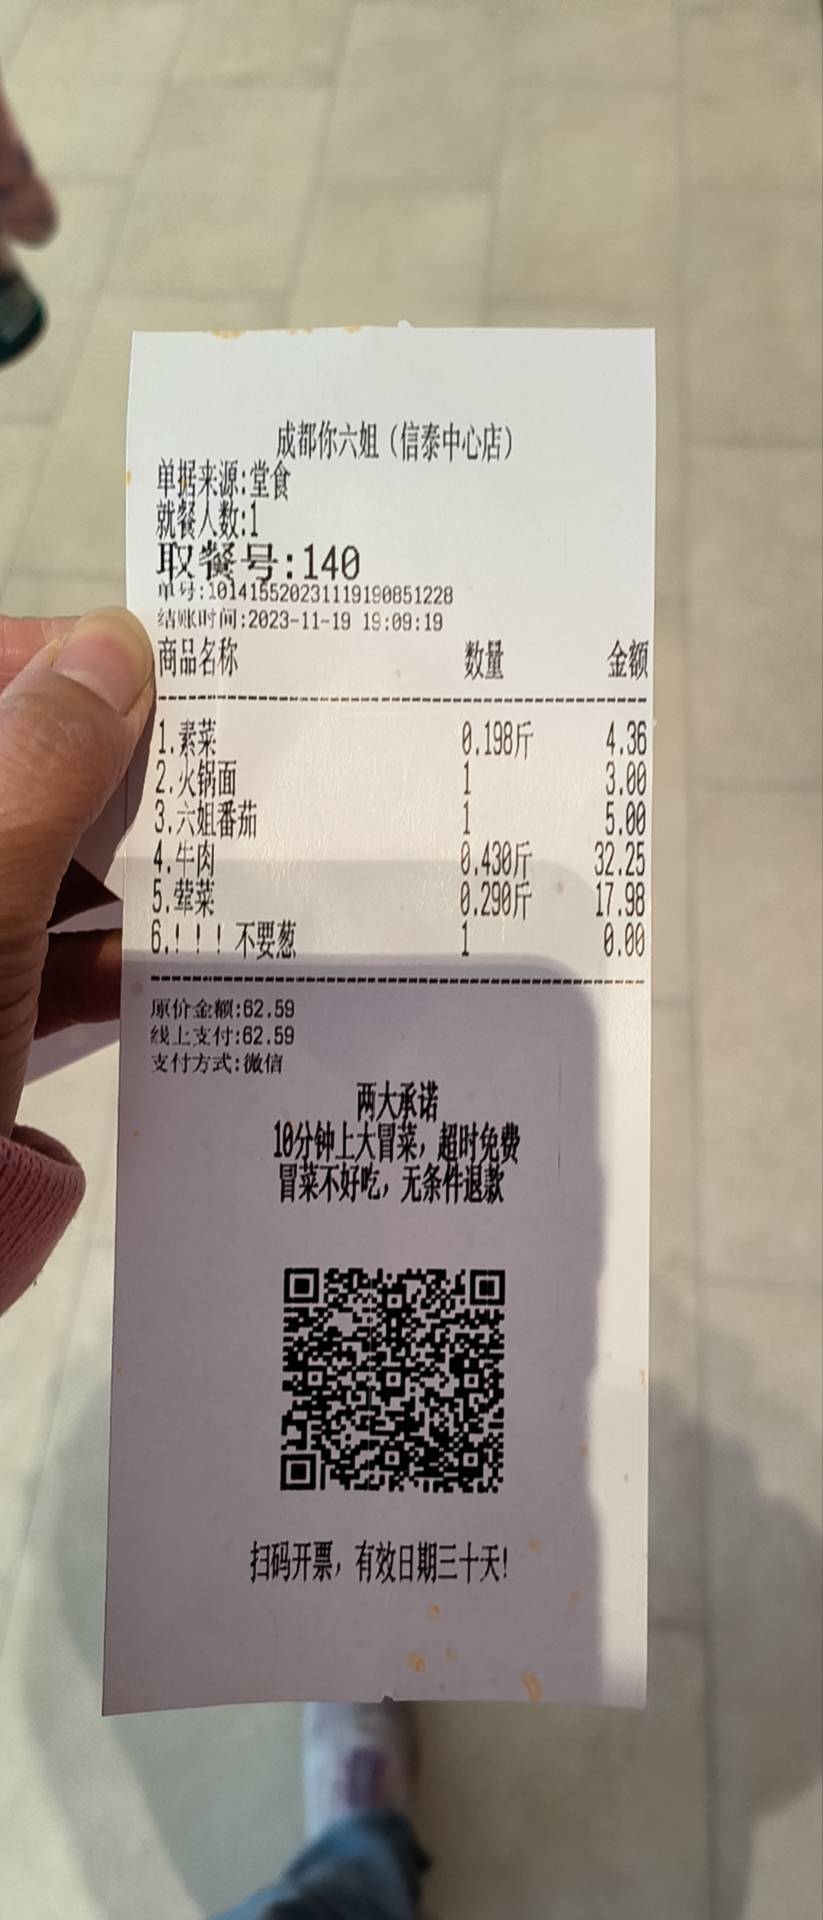 成都你六姐（信泰中心店）
单据来源:堂食
就餐人数:1
取餐号:140
单号:101415520231119190851228
结账时间:2023-11-19 19:09:19
商品名称 数量 金额
1.素菜 0.198斤 4.36
2.火锅面 1 3.00
3.六姐番茄 1 5.00
4.牛肉 0.430斤 32.25
5.荤菜 0.290斤 17.98
6.！！！不要葱 1 0.00
原价金额:62.59
线上支付:62.59
支付方式:微信
两大承诺
10分钟上大冒菜，超时免费
冒菜不好吃，无条件退款
扫码开票，有效日期三十天!